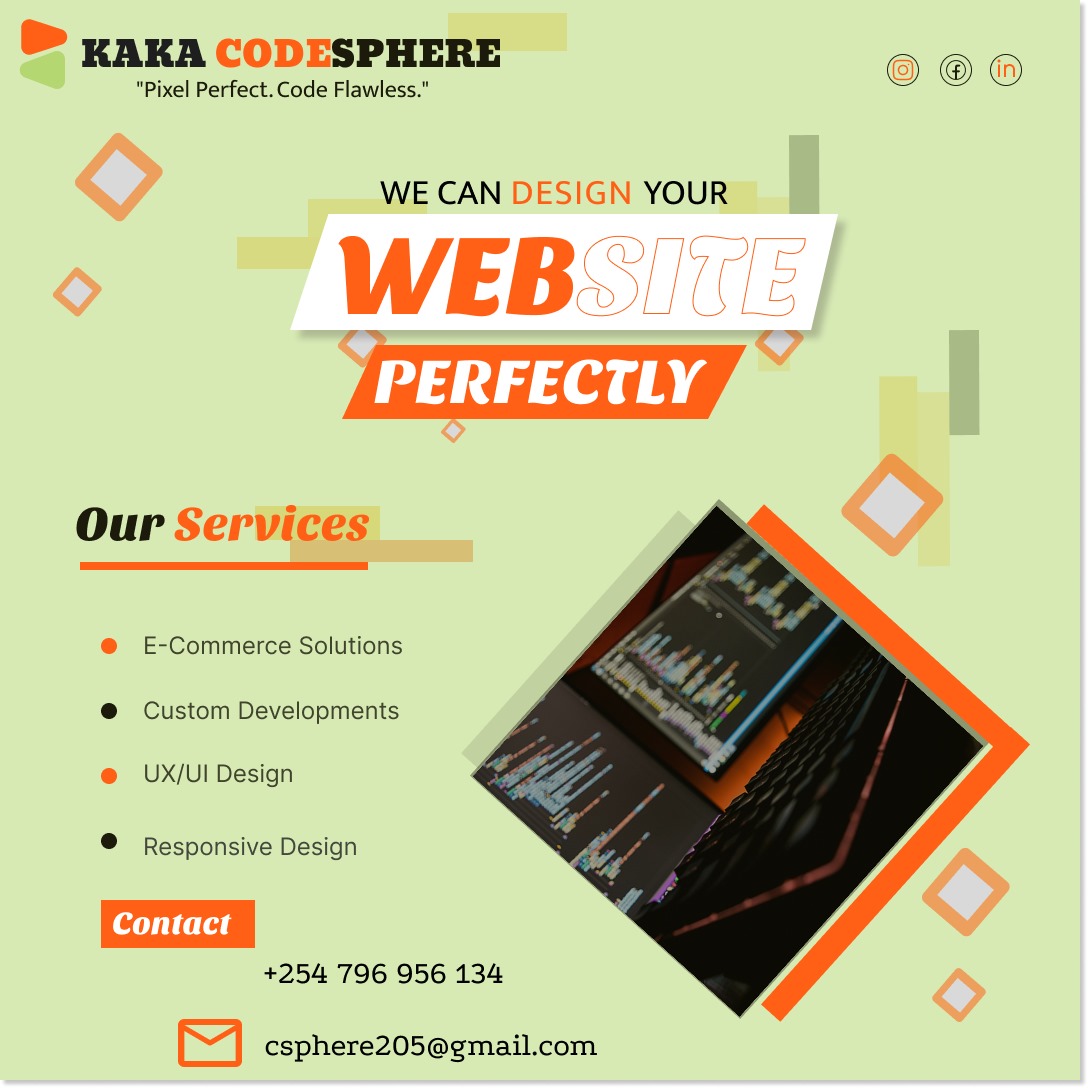 KAKA CODESPHERE
"Pixel Perfect. Code Flawless."
in
WE CAN DESIGN YOUR
WEBSITE
PERFECTLY
Our Services
E-Commerce Solutions
Custom Developments
UX/UI Design
Responsive Design
Contact
+254 796 956 134
csphere205@gmail.com